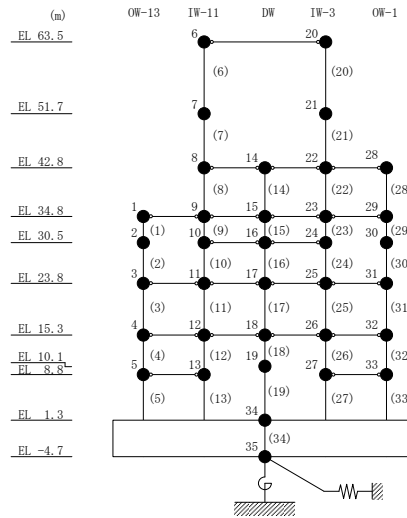 (m) OW-13 IW-11 DW IW-3 OW-1
EL 63.5 6 20
(6) (20)
EL 51.7 7 21
(7) (21)
EL 42.8 8 14 22 28
(8) (14) (22) (28
EL 34.8 1 9 15 23 29
(1) (9) (15) (23) (29
EL 30.5 2 10 16 24 30
(2) (10) (16) (24) (30
EL 23.8 3 11 17 25 31
(3) (11) (17) (25) (31
EL 15.3 4 12 18 26 32
(4) (12) (18) (26) (32
EL 10.1 19
EL 8.8 5 13 27 33
(5) (13) (19) (27) (33
EL 1.3 34
(34)
EL -4.7 35